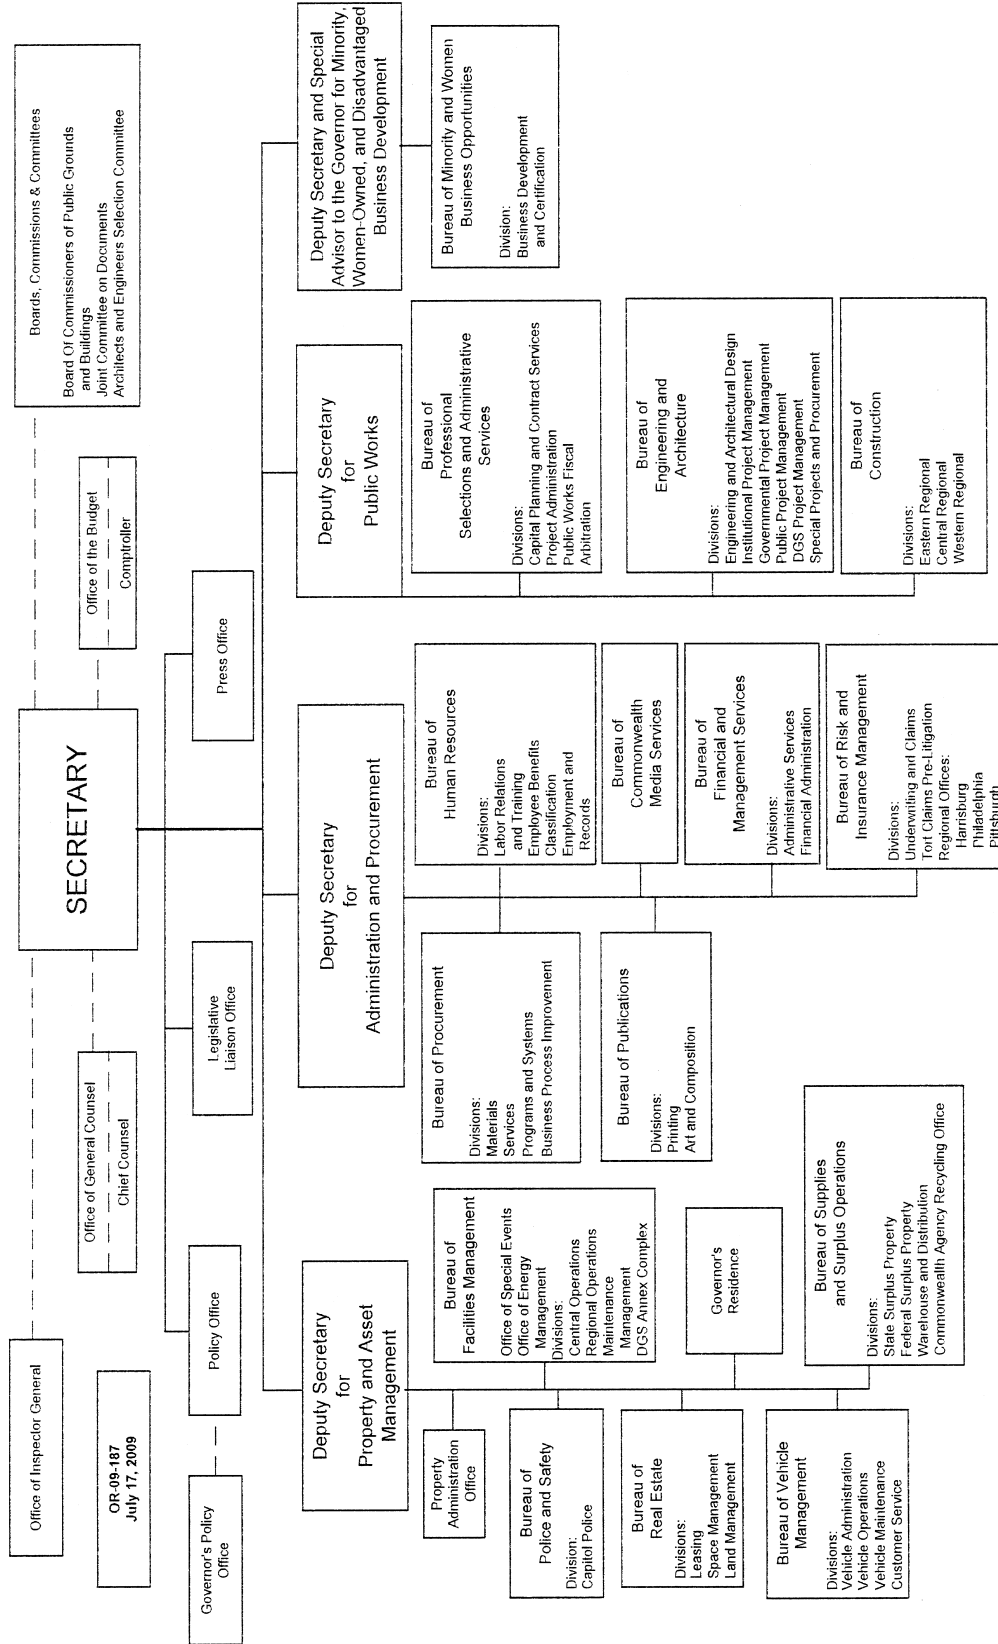 Office of Inspector General
OR-09-187
July 17, 2009
SECRETARY
Boards, Commissions & Committees
Board Of Commissioners of Public Grounds
and Buildings
Joint Committee on Documents
Architects and Engineers Selection Committee
Office of General Counsel
Chief Counsel
Office of the Budget
Comptroller
Governor's Policy
Office
Policy Office
Legislative
Liaison Office
Press Office
Deputy Secretary
for
Property and Asset
Management
Property
Administration
Office
Bureau of
Facilities Management
Office of Special Events
Office of Energy
Management
Divisions:
Central Operations
Regional Operations
Maintenance
Management
DGS Annex Complex
Bureau of
Police and Safety
Division:
Capitol Police
Bureau of
Real Estate
Divisions:
Leasing
Space Management
Land Management
Governor's
Residence
Bureau of Vehicle
Management
Divisions:
Vehicle Administration
Vehicle Operations
Vehicle Maintenance
Customer Service
Bureau of Supplies
and Surplus Operations
Divisions:
State Surplus Property
Federal Surplus Property
Warehouse and Distribution
Commonwealth Agency Recycling Office
Deputy Secretary
for
Administration and Procurement
Bureau of Procurement
Divisions:
Materials
Services
Programs and Systems
Business Process Improvement
Bureau of Publications
Divisions:
Printing
Art and Composition
Bureau of
Human Resources
Divisions:
Labor Relations
and Training
Employee Benefits
Classification
Employment and
Records
Bureau of
Commonwealth
Media Services
Bureau of
Financial and
Management Services
Divisions:
Administrative Services
Financial Administration
Bureau of Risk and
Insurance Management
Divisions:
Underwriting and Claims
Tort Claims Pre-Litigation
Regional Offices:
Harrisburg
Philadelphia
Pittsburgh
Deputy Secretary
for
Public Works
Bureau of
Professional
Selections and Administrative
Services
Divisions:
Capital Planning and Contract Services
Project Administration
Public Works Fiscal
Arbitration
Bureau of
Engineering and
Architecture
Divisions:
Engineering and Architectural Design
Institutional Project Management
Governmental Project Management
Public Project Management
DGS Project Management
Special Projects and Procurement
Bureau of
Construction
Divisions:
Eastern Regional
Central Regional
Western Regional
Deputy Secretary and Special
Advisor to the Governor for Minority,
Women-Owned, and Disadvantaged
Business Development
Bureau of Minority and Women
Business Opportunities
Division:
Business Development
and Certification